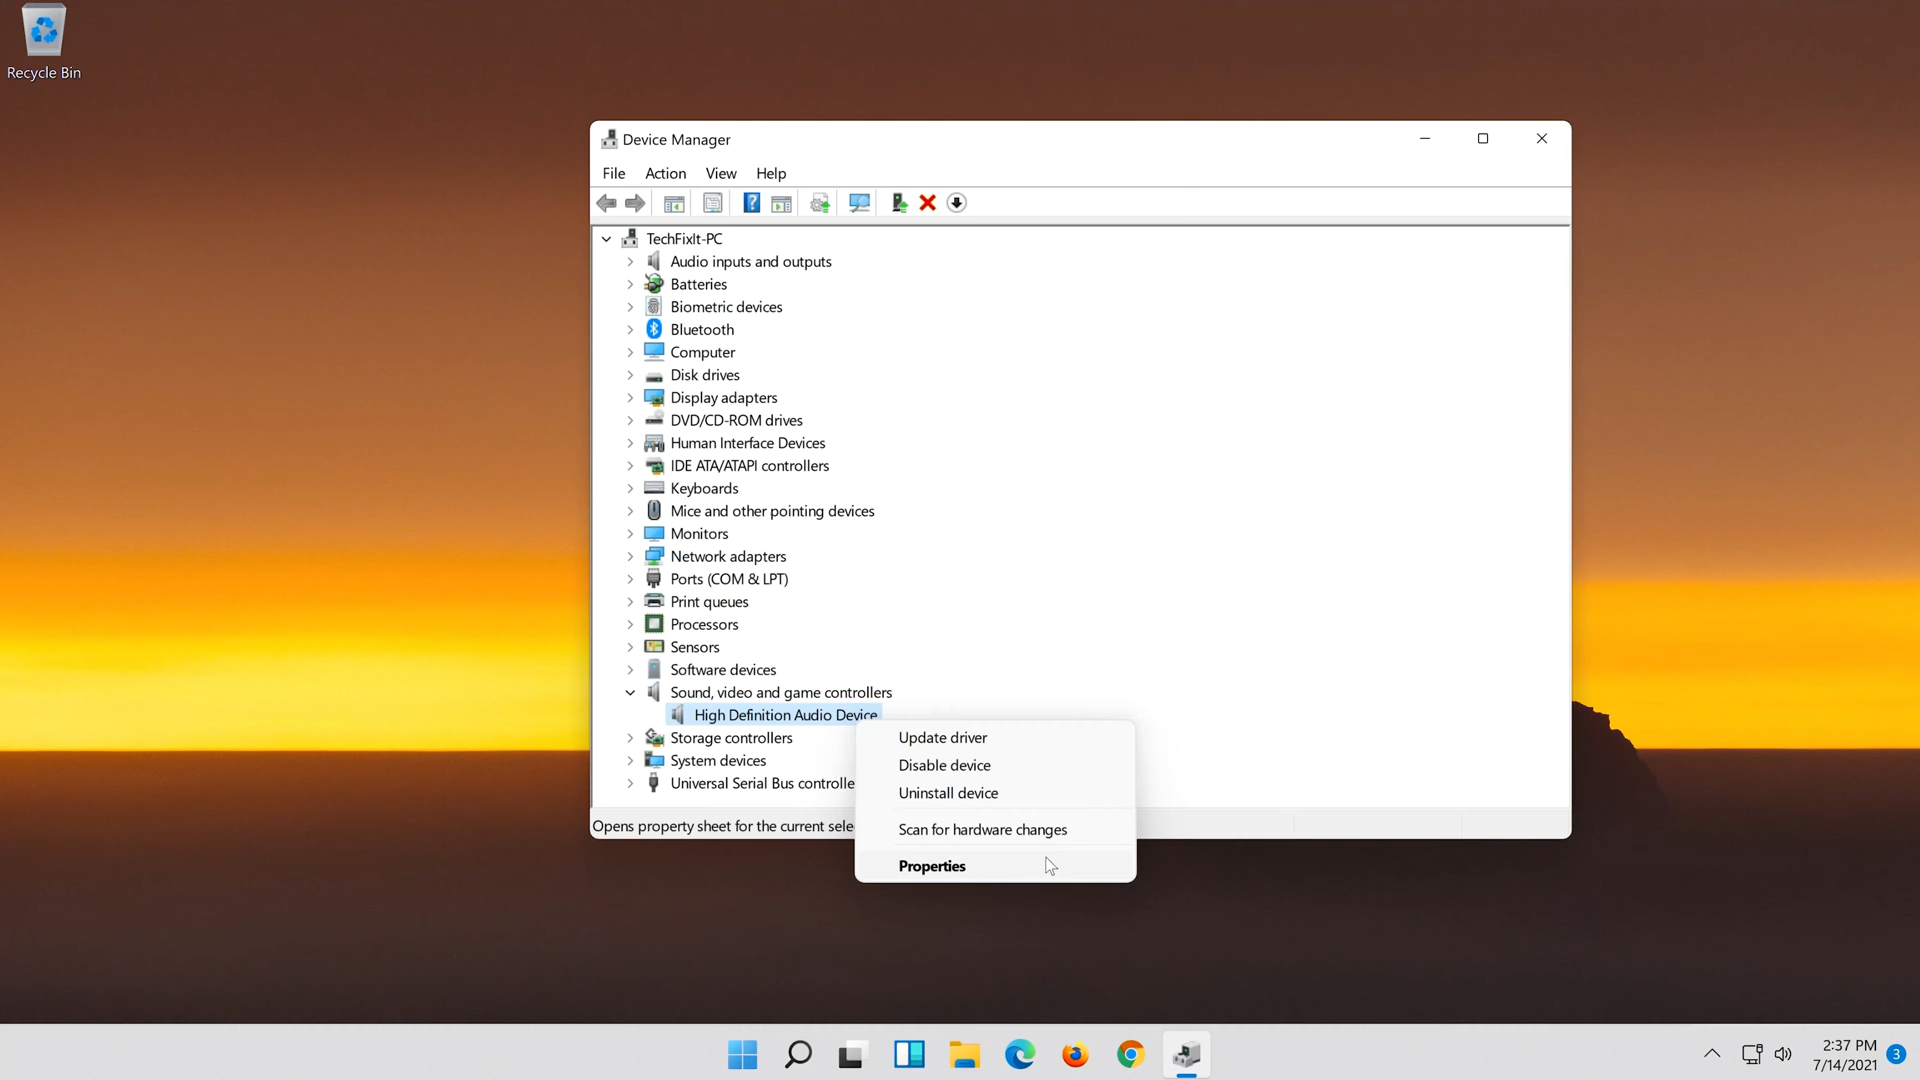 Recycle Bin
Device Manager
File Action View Help
TechFixIt-PC
Audio inputs and outputs
Batteries
Biometric devices
Bluetooth
Computer
Disk drives
Display adapters
DVD/CD-ROM drives
Human Interface Devices
IDE ATA/ATAPI controllers
Keyboards
Mice and other pointing devices
Monitors
Network adapters
Ports (COM & LPT)
Print queues
Processors
Sensors
Software devices
Sound, video and game controllers
High Definition Audio Device
Storage controllers
System devices
Universal Serial Bus controlle
Update driver
Disable device
Uninstall device
Scan for hardware changes
Properties
Opens property sheet for the current sele
2:37 PM
7/14/2021
3